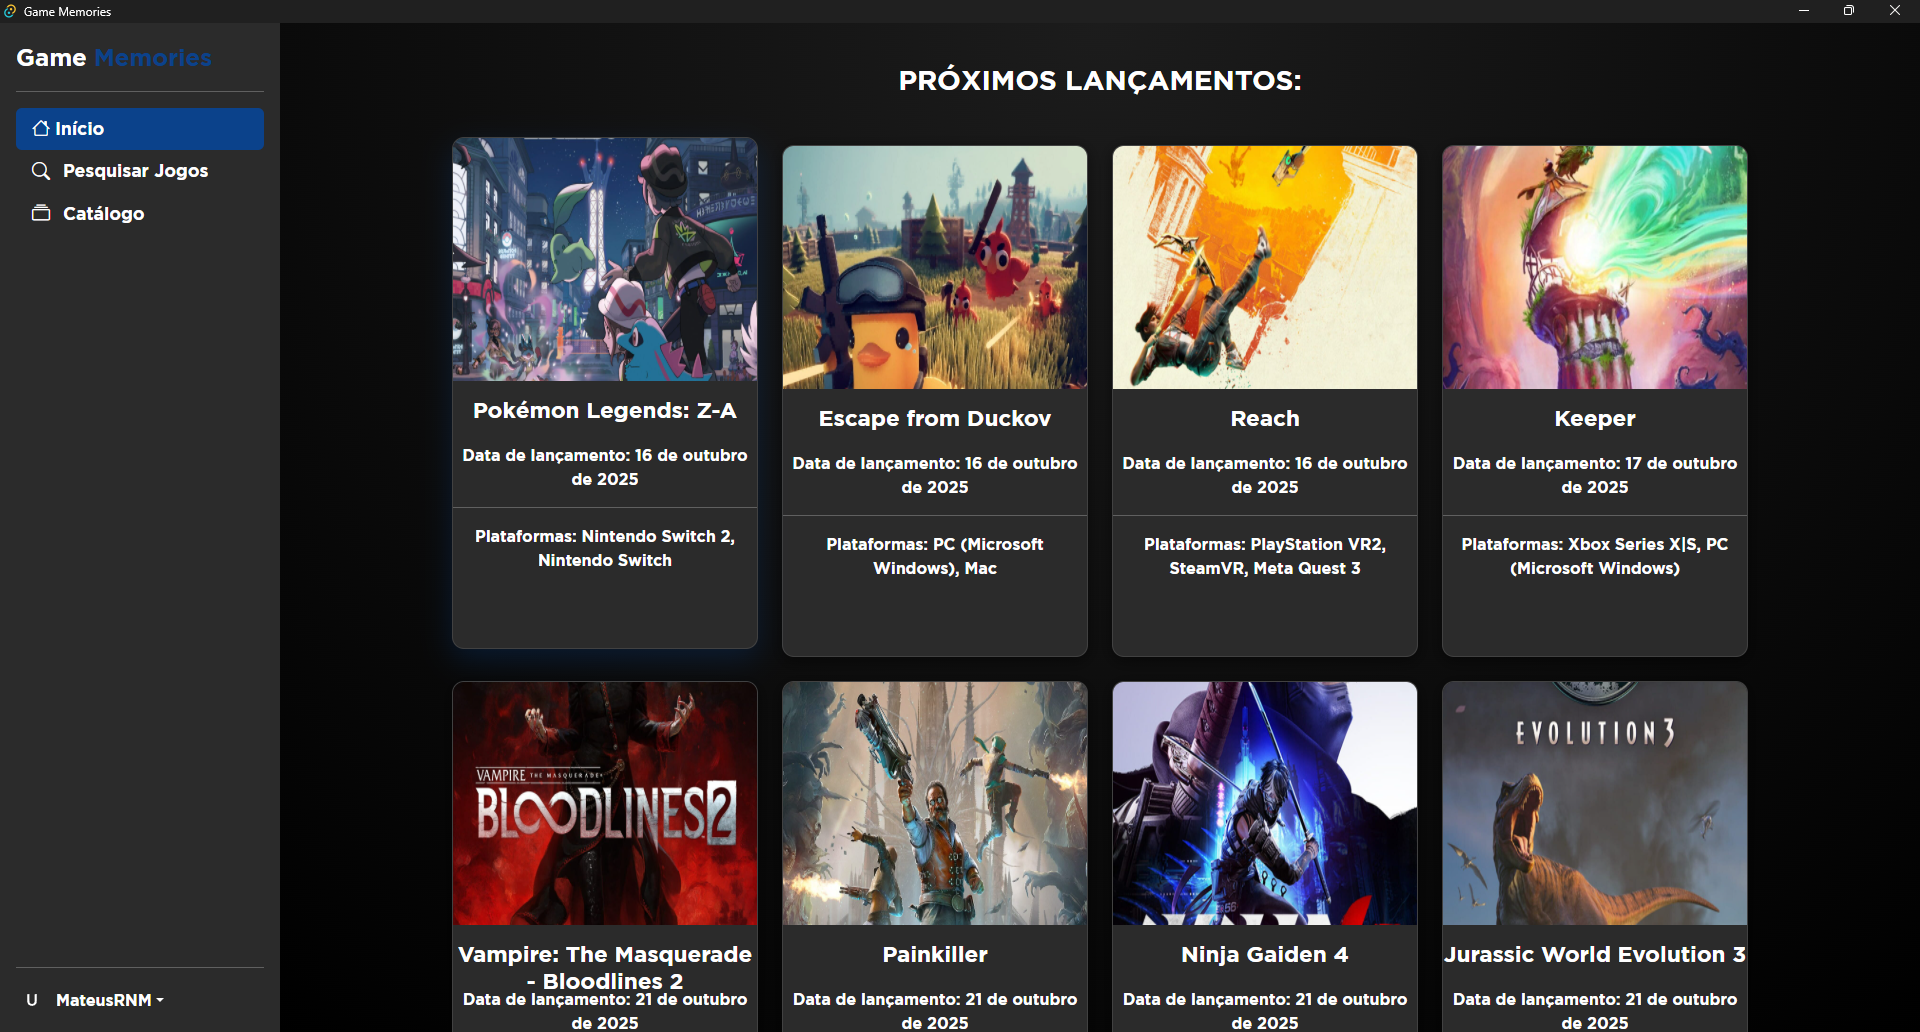 Game Memories
Game Memories
Início
Pesquisar Jogos
Catálogo
U MateusRNM
PRÓXIMOS LANÇAMENTOS:
Pokémon Legends: Z-A
Data de lançamento: 16 de outubro
de 2025
Plataformas: Nintendo Switch 2,
Nintendo Switch
Escape from Duckov
Data de lançamento: 16 de outubro
de 2025
Plataformas: PC (Microsoft
Windows), Mac
Reach
Data de lançamento: 16 de outubro
de 2025
Plataformas: PlayStation VR2,
SteamVR, Meta Quest 3
Keeper
Data de lançamento: 17 de outubro
de 2025
Plataformas: Xbox Series X|S, PC
(Microsoft Windows)
VAMPIRE THE MASQUERADE
BLOODLINES 2
Vampire: The Masquerade
- Bloodlines 2
Data de lançamento: 21 de outubro
de 2025
Painkiller
Data de lançamento: 21 de outubro
de 2025
Ninja Gaiden 4
Data de lançamento: 21 de outubro
de 2025
EVOLUTION 3
Jurassic World Evolution 3
Data de lançamento: 21 de outubro
de 2025